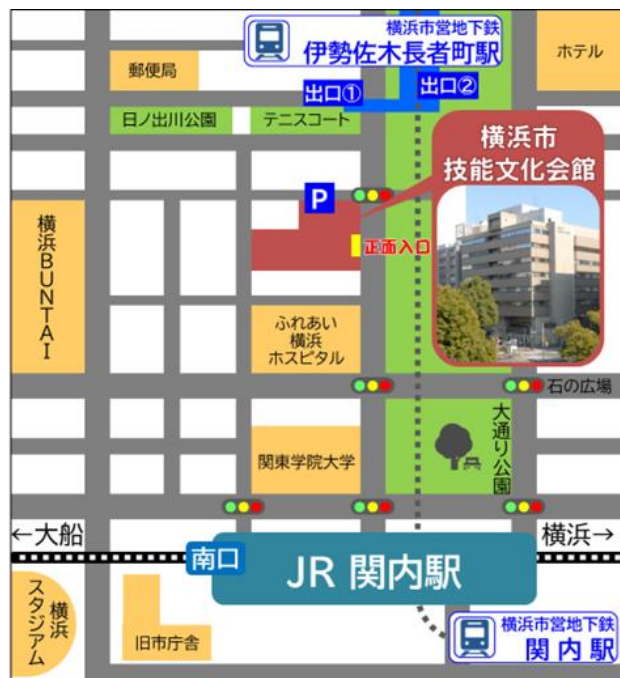 横浜市営地下鉄
伊勢佐木長者町駅
ホテル
郵便局
出口①
出口②
日ノ出川公園
テニスコート
横浜市
技能文化会館
P
正面入口
横浜BUNTAI
ふれあい
横浜
ホスピタル
石の広場
大通り公園
関東学院大学
←大船
横浜→
南口
JR 関内駅
横浜
スタジアム
旧市庁舎
横浜市営地下鉄
関内駅